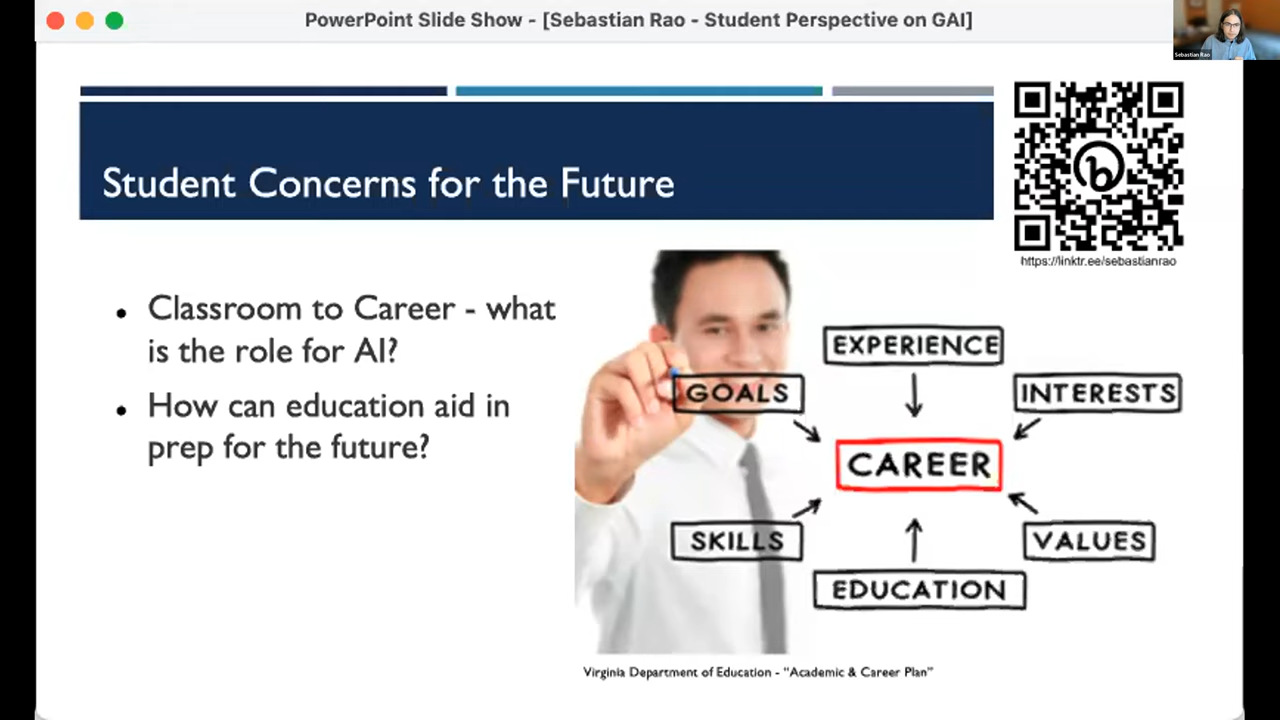 PowerPoint Slide Show - [Sebastian Rao - Student Perspective on GAI]
Sebastian Rao
Student Concerns for the Future
https://linktr.ee/sebastianrao
• Classroom to Career - what
is the role for AI?
• How can education aid in
prep for the future?
EXPERIENCE
GOALS
INTERESTS
CAREER
SKILLS
VALUES
EDUCATION
Virginia Department of Education - "Academic & Career Plan"